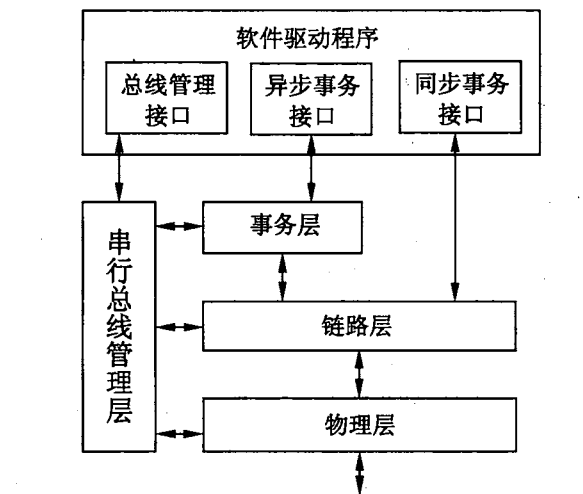 软件驱动程序
总线管理
接口
异步事务
接口
同步事务
接口
串行总线管理层
事务层
链路层
物理层